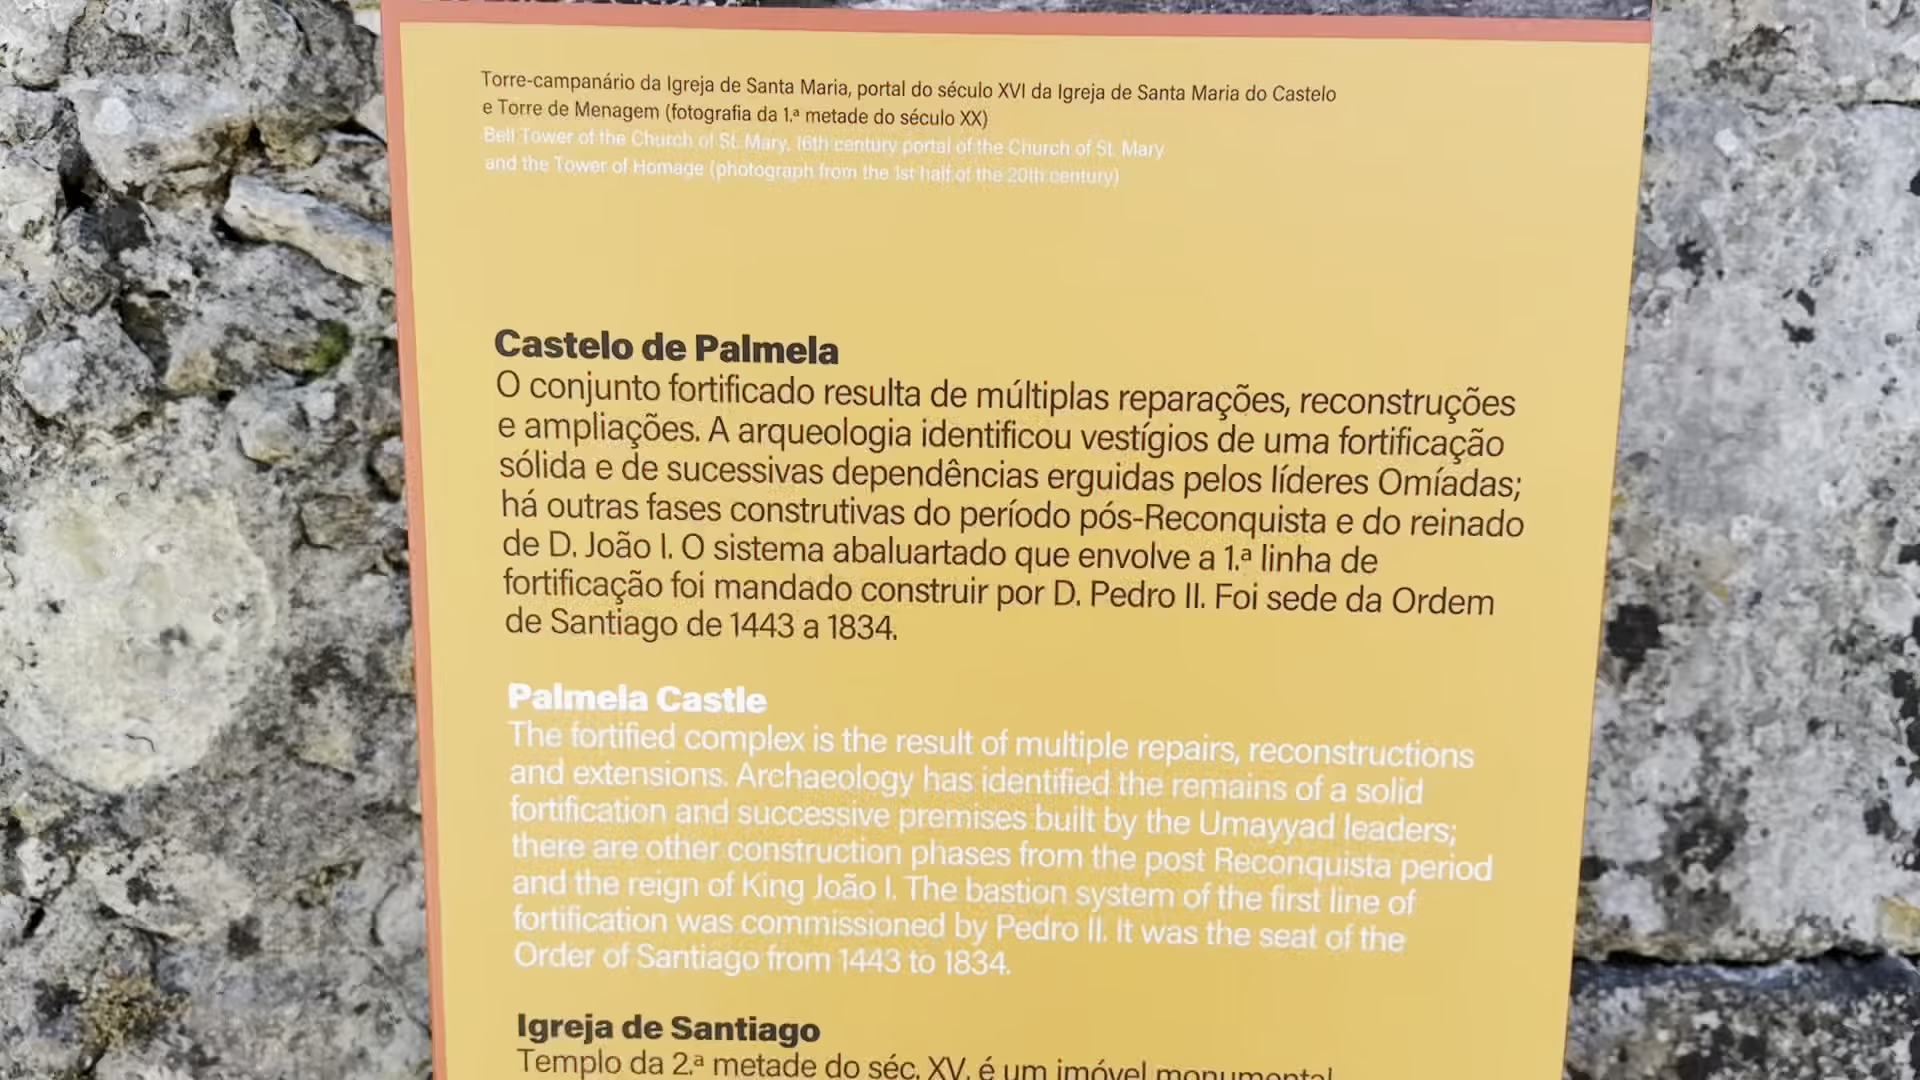 Torre-campanário da Igreja de Santa Maria, portal do século XVI da Igreja de Santa Maria do Castelo
e Torre de Menagem (fotografia da 1.ª metade do século XX)
Bell Tower of the Church of St. Mary, 16th century portal of the Church of St. Mary
and the Tower of Homage (photograph from the 1st half of the 20th century)
Castelo de Palmela
O conjunto fortificado resulta de múltiplas reparações, reconstruções
e ampliações. A arqueologia identificou vestígios de uma fortificação
sólida e de sucessivas dependências erguidas pelos líderes Omíadas;
há outras fases construtivas do período pós-Reconquista e do reinado
de D. João I. O sistema abaluartado que envolve a 1.ª linha de
fortificação foi mandado construir por D. Pedro II. Foi sede da Ordem
de Santiago de 1443 a 1834.
Palmela Castle
The fortified complex is the result of multiple repairs, reconstructions
and extensions. Archaeology has identified the remains of a solid
fortification and successive premises built by the Umayyad leaders;
there are other construction phases from the post Reconquista period
and the reign of King João I. The bastion system of the first line of
fortification was commissioned by Pedro II. It was the seat of the
Order of Santiago from 1443 to 1834.
Igreja de Santiago
Templo da 2.ª metade do séc. XV, é um imóvel monumental